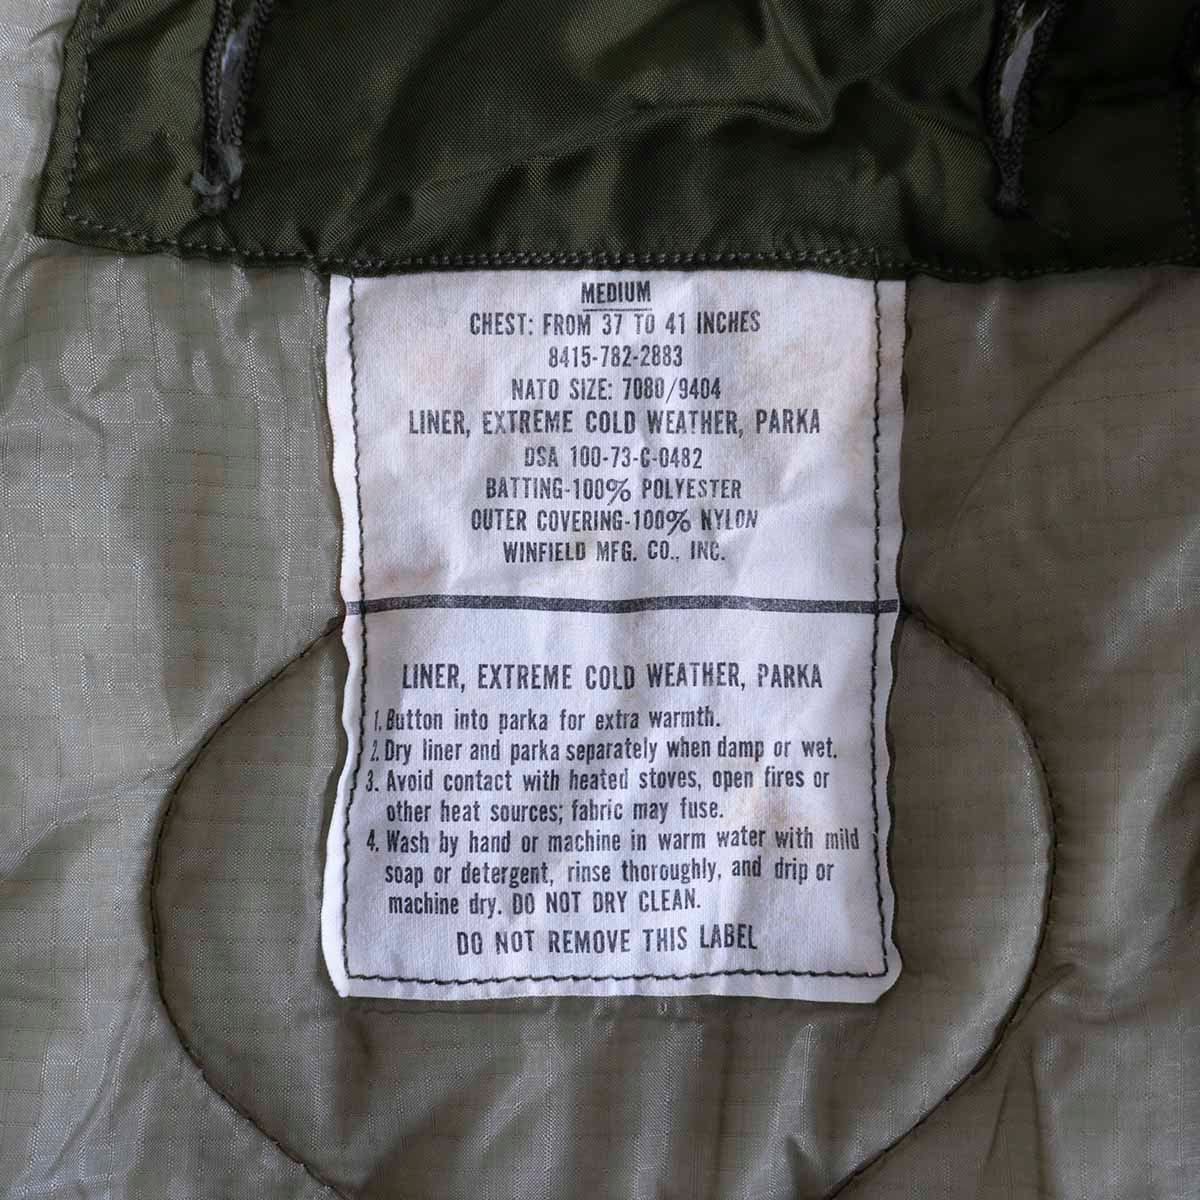 MEDIUM
CHEST: FROM 37 TO 41 INCHES
8415-782-2883
NATO SIZE: 7080/9404
LINER, EXTREME COLD WEATHER, PARKA
DSA 100-73-C-0482
BATTING-100% POLYESTER
OUTER COVERING-100% NYLON
WINFIELD MFG. CO., INC.
LINER, EXTREME COLD WEATHER, PARKA
1. Button into parka for extra warmth.
2. Dry liner and parka separately when damp or wet.
3. Avoid contact with heated stoves, open fires or
other heat sources; fabric may fuse.
4. Wash by hand or machine in warm water with mild
soap or detergent, rinse thoroughly, and drip or
machine dry. DO NOT DRY CLEAN.
DO NOT REMOVE THIS LABEL